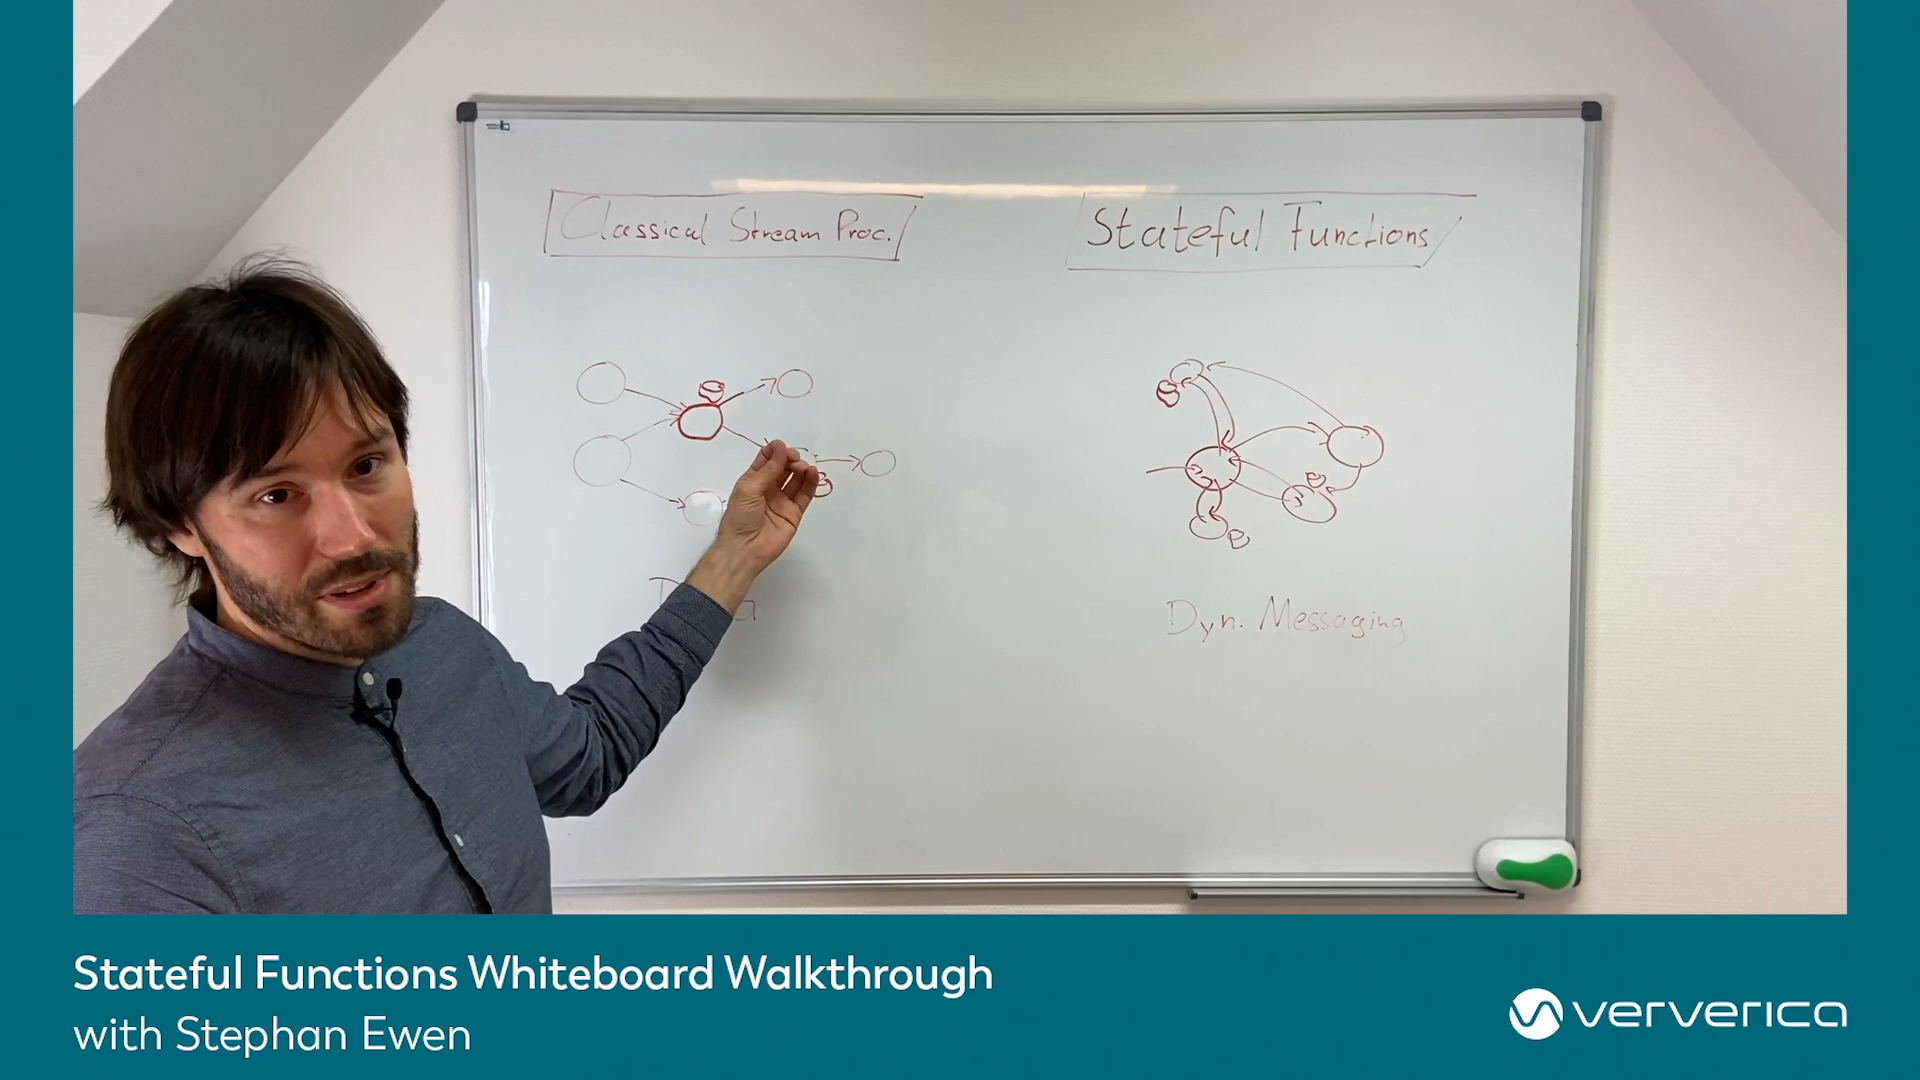 Classical Stream Proc.
Stateful Functions
Dyn. Messaging
Stateful Functions Whiteboard Walkthrough
with Stephan Ewen
ververica